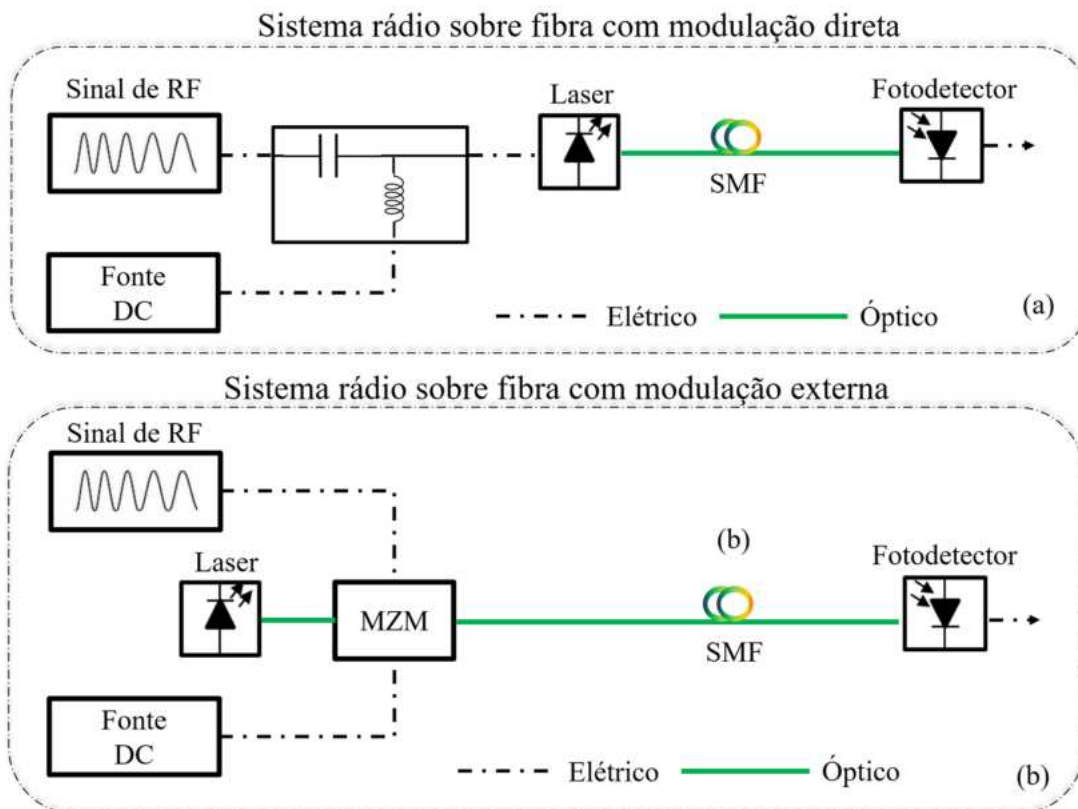 Sistema rádio sobre fibra com modulação direta
Sinal de RF
Laser
Fotodetector
SMF
Fonte
DC
Elétrico
Óptico
(a)
Sistema rádio sobre fibra com modulação externa
Sinal de RF
(b)
Laser
Fotodetector
MZM
SMF
Fonte
DC
Elétrico
Óptico
(b)